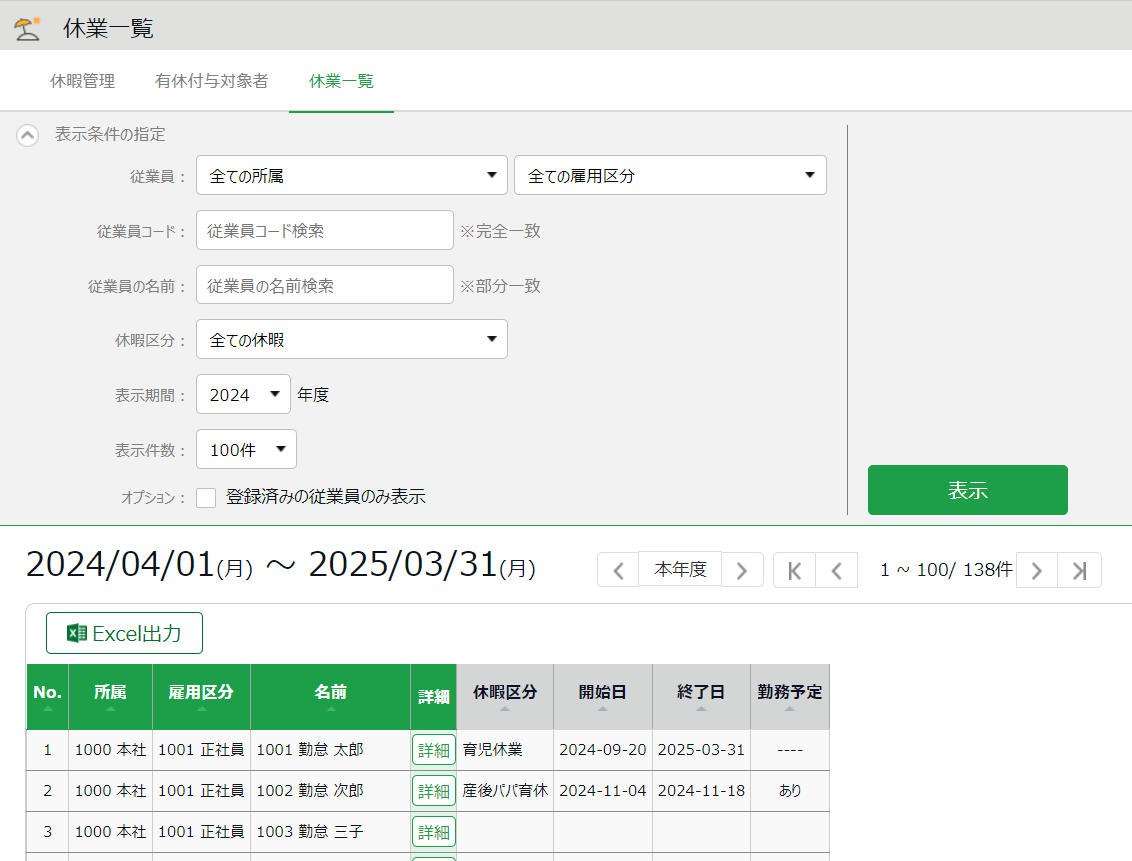 休業一覧
休暇管理 有休付与対象者 休業一覧
表示条件の指定
従業員： 全ての所属 全ての雇用区分
従業員コード： 従業員コード検索 ※完全一致
従業員の名前： 従業員の名前検索 ※部分一致
休暇区分： 全ての休暇
表示期間： 2024 年度
表示件数： 100件
オプション： 登録済みの従業員のみ表示
表示
2024/04/01(月) ～ 2025/03/31(月) 本年度 1 ~ 100/ 138件
Excel出力
No. 所属 雇用区分 名前 詳細 休暇区分 開始日 終了日 勤務予定
1 1000 本社 1001 正社員 1001 勤怠 太郎 詳細 育児休業 2024-09-20 2025-03-31 ----
2 1000 本社 1001 正社員 1002 勤怠 次郎 詳細 産後パパ育休 2024-11-04 2024-11-18 あり
3 1000 本社 1001 正社員 1003 勤怠 三子 詳細